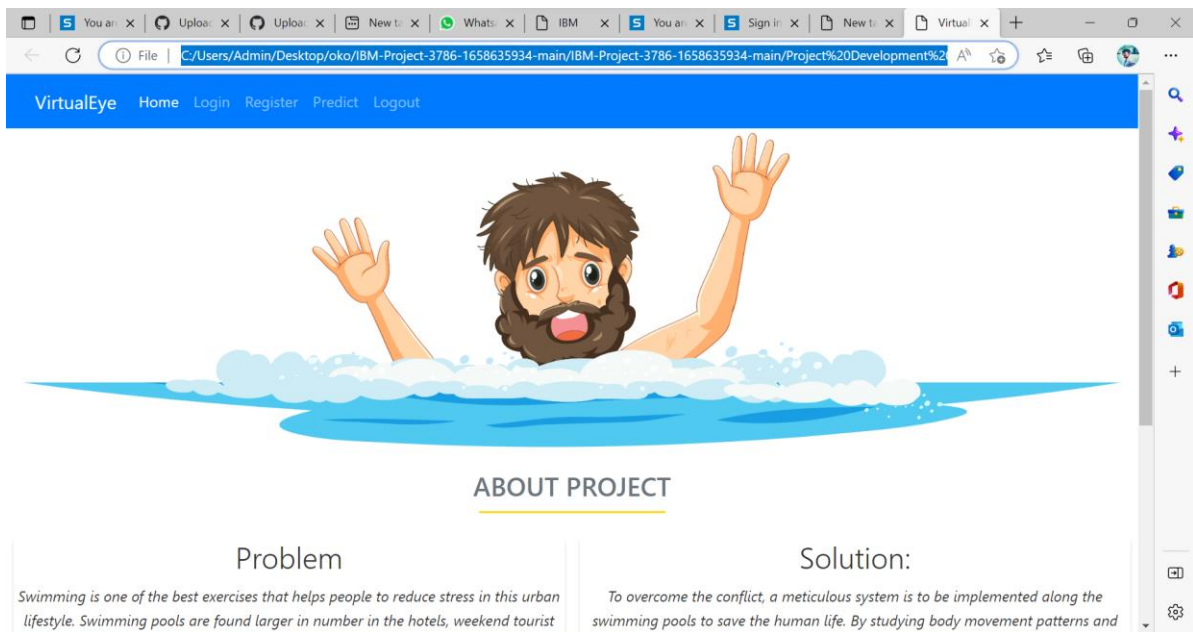 You ar
Uploac
Uploac
New ta
Whats
IBM
You ar
Sign in
New ta
Virtual
File
C:/Users/Admin/Desktop/oko/IBM-Project-3786-1658635934-main/IBM-Project-3786-1658635934-main/Project%20Development%2
VirtualEye Home Login Register Predict Logout
ABOUT PROJECT
Problem
Swimming is one of the best exercises that helps people to reduce stress in this urban
lifestyle. Swimming pools are found larger in number in the hotels, weekend tourist
Solution:
To overcome the conflict, a meticulous system is to be implemented along the
swimming pools to save the human life. By studying body movement patterns and